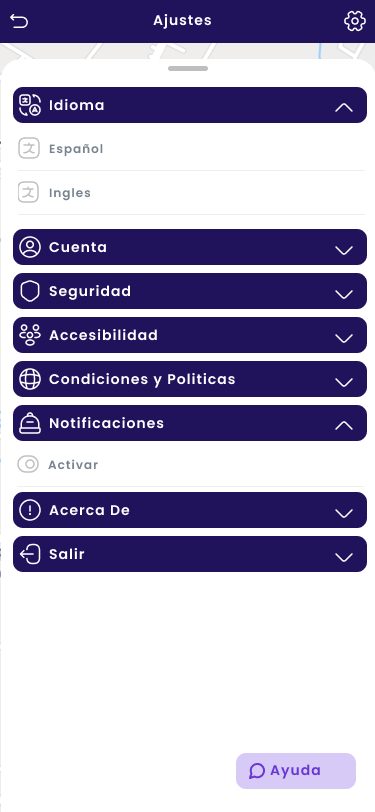 Ajustes
Idioma
Español
Ingles
Cuenta
Seguridad
Accesibilidad
Condiciones y Politicas
Notificaciones
Activar
Acerca De
Salir
Ayuda